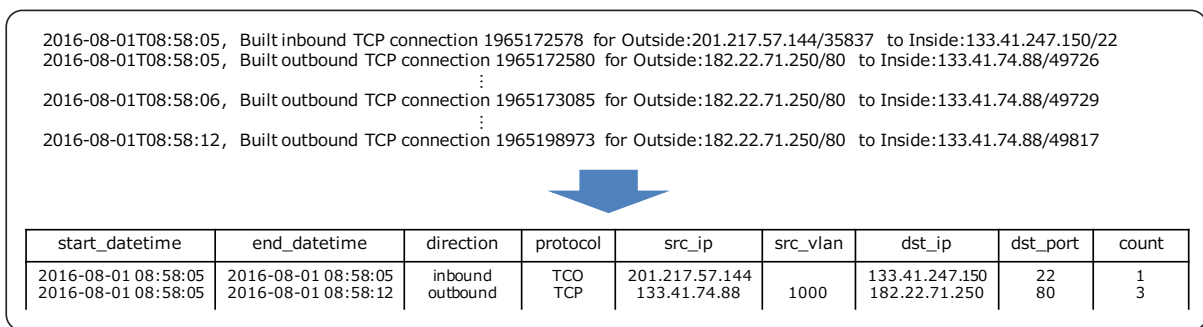 2016-08-01T08:58:05, Built inbound TCP connection 1965172578 for Outside:201.217.57.144/35837 to Inside:133.41.247.150/22
2016-08-01T08:58:05, Built outbound TCP connection 1965172580 for Outside:182.22.71.250/80 to Inside:133.41.74.88/49726
⋮
2016-08-01T08:58:06, Built outbound TCP connection 1965173085 for Outside:182.22.71.250/80 to Inside:133.41.74.88/49729
⋮
2016-08-01T08:58:12, Built outbound TCP connection 1965198973 for Outside:182.22.71.250/80 to Inside:133.41.74.88/49817
start_datetime end_datetime direction protocol src_ip src_vlan dst_ip dst_port count
2016-08-01 08:58:05 2016-08-01 08:58:05 inbound TCO 201.217.57.144 133.41.247.150 22 1
2016-08-01 08:58:05 2016-08-01 08:58:12 outbound TCP 133.41.74.88 1000 182.22.71.250 80 3